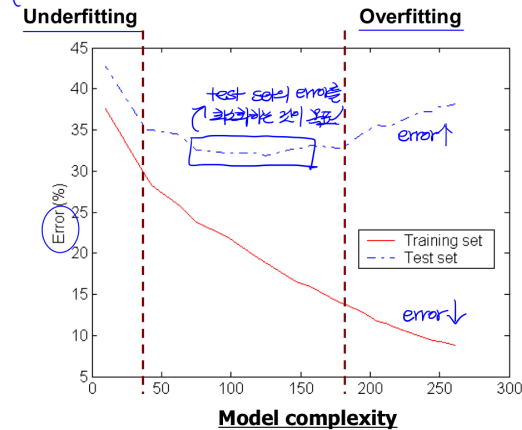 Underfitting
Overfitting
test set의 error를
최소화하는 것이 목표
error↑
Error (%)
45
40
35
30
25
20
15
10
5
Training set
Test set
error↓
0
50
100
150
200
250
300
Model complexity